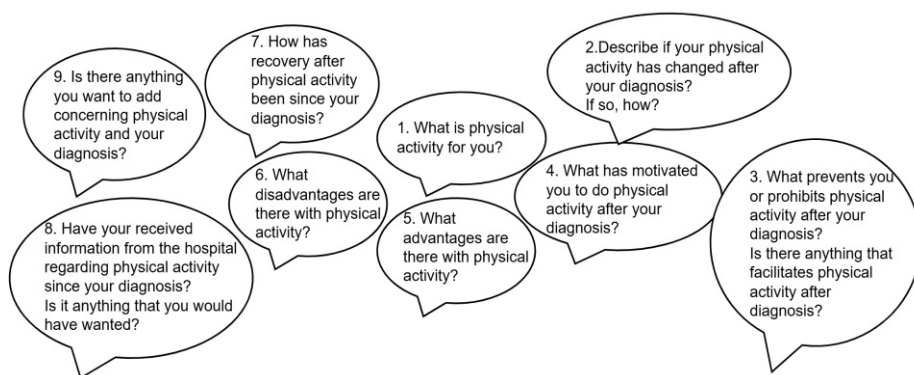 9. Is there anything
you want to add
concerning physical
activity and your
diagnosis?
7. How has
recovery after
physical activity
been since your
diagnosis?
1. What is physical
activity for you?
2.Describe if your physical
activity has changed after
your diagnosis?
If so, how?
8. Have your received
information from the hospital
regarding physical activity
since your diagnosis?
Is it anything that you would
have wanted?
6. What
disadvantages are
there with physical
activity?
5. What
advantages are
there with physical
activity?
4. What has motivated
you to do physical
activity after your
diagnosis?
3. What prevents you
or prohibits physical
activity after your
diagnosis?
Is there anything that
facilitates physical
activity after
diagnosis?